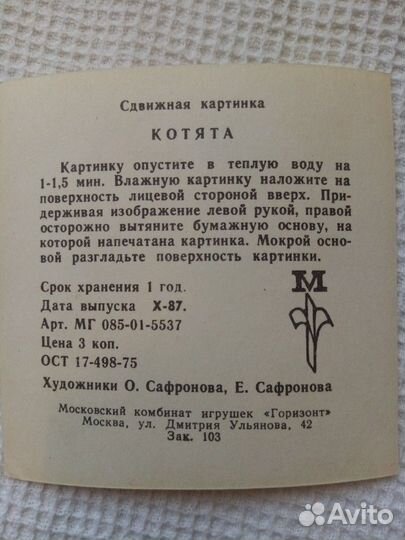 Сдвижная картинка
КОТЯТА
Картинку опустите в теплую воду на
1-1,5 мин. Влажную картинку наложите на
поверхность лицевой стороной вверх. При-
держивая изображение левой рукой, правой
осторожно вытяните бумажную основу, на
которой напечатана картинка. Мокрой осно-
вой разгладьте поверхность картинки.
Срок хранения 1 год.
Дата выпуска X-87.
Арт. МГ 085-01-5537
Цена 3 коп.
ОСТ 17-498-75
М
Художники О. Сафронова, Е. Сафронова
Московский комбинат игрушек «Горизонт»
Москва, ул. Дмитрия Ульянова, 42
Зак. 103
Avito